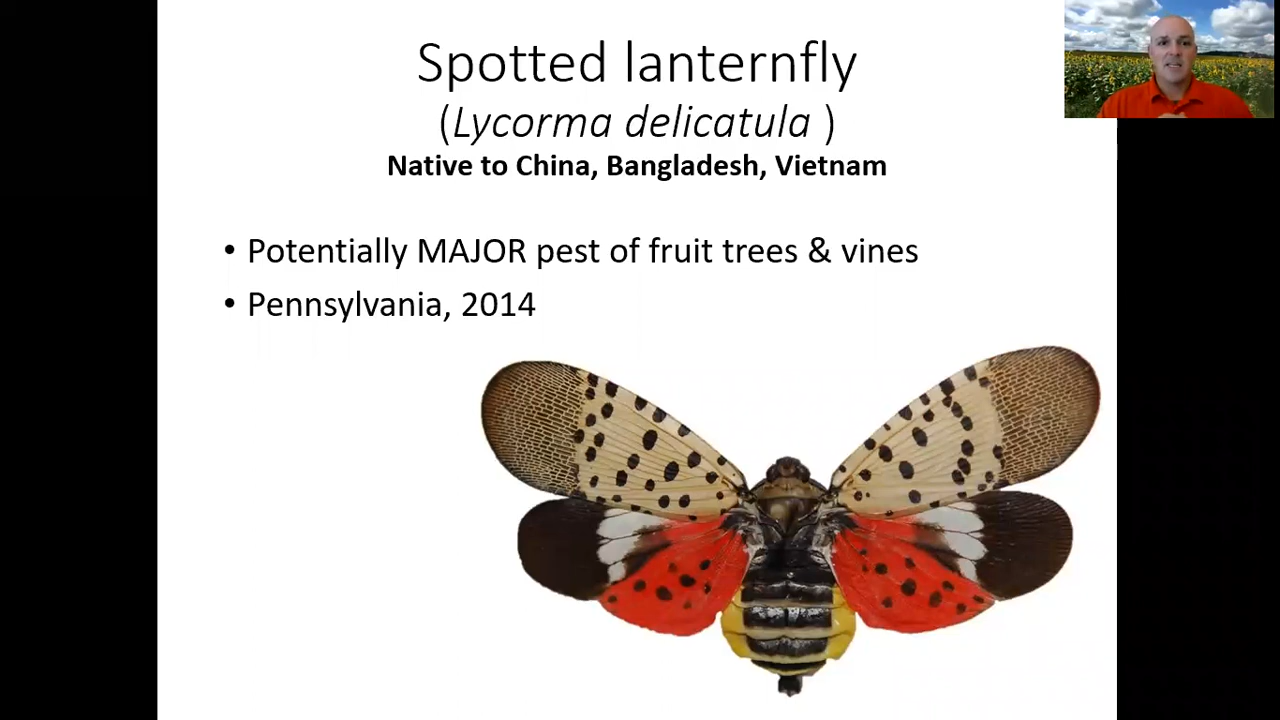 Spotted lanternfly
(Lycorma delicatula )
Native to China, Bangladesh, Vietnam
• Potentially MAJOR pest of fruit trees & vines
• Pennsylvania, 2014